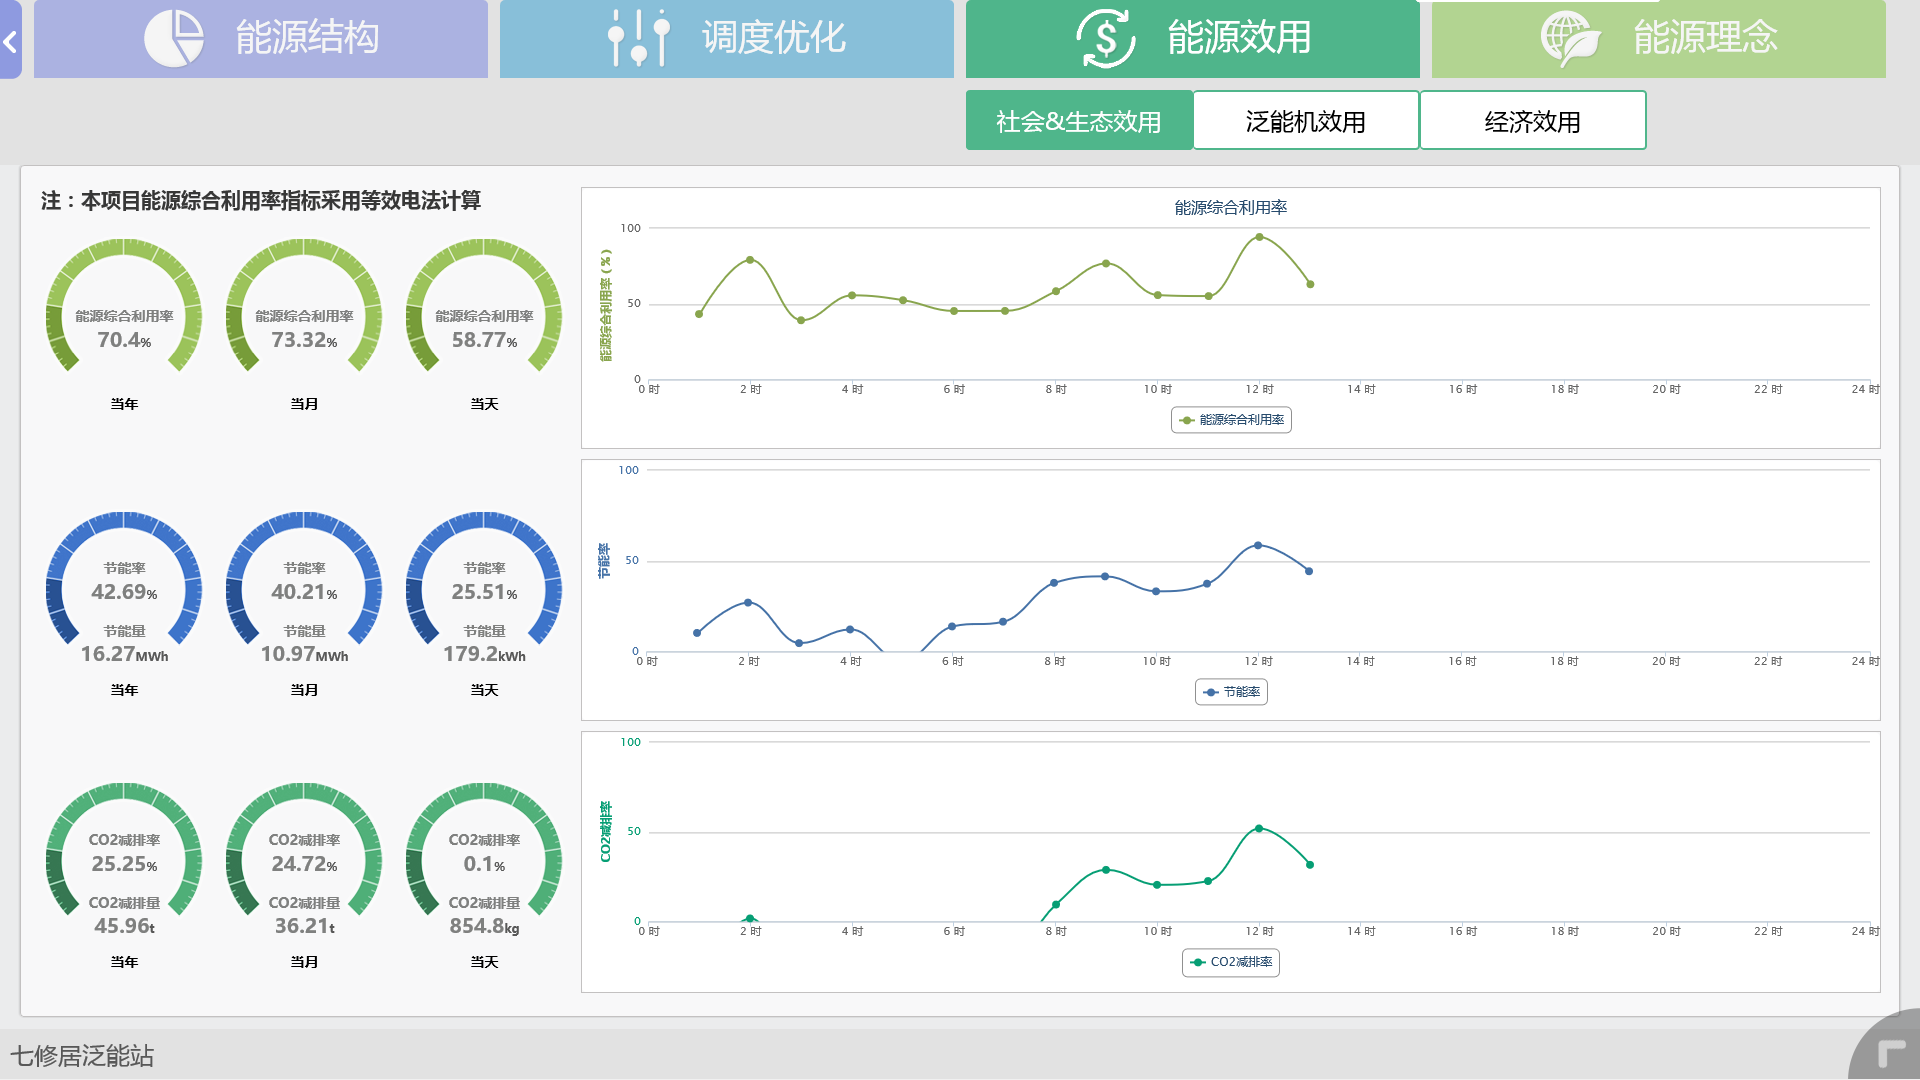 能源结构
调度优化
能源效用
能源理念
社会&生态效用
泛能机效用
经济效用
注：本项目能源综合利用率指标采用等效电法计算
能源综合利用率
70.4%
当年
能源综合利用率
73.32%
当月
能源综合利用率
58.77%
当天
节能率
42.69%
节能量
16.27MWh
当年
节能率
40.21%
节能量
10.97MWh
当月
节能率
25.51%
节能量
179.2kWh
当天
CO2减排率
25.25%
CO2减排量
45.96t
当年
CO2减排率
24.72%
CO2减排量
36.21t
当月
CO2减排率
0.1%
CO2减排量
854.8kg
当天
能源综合利用率
能源综合利用率（%）
100
50
0
0 时 2 时 4 时 6 时 8 时 10 时 12 时 14 时 16 时 18 时 20 时 22 时 24 时
能源综合利用率
节能率
100
50
0
0 时 2 时 4 时 6 时 8 时 10 时 12 时 14 时 16 时 18 时 20 时 22 时 24 时
节能率
CO2减排率
100
50
0
0 时 2 时 4 时 6 时 8 时 10 时 12 时 14 时 16 时 18 时 20 时 22 时 24 时
CO2减排率
七修居泛能站